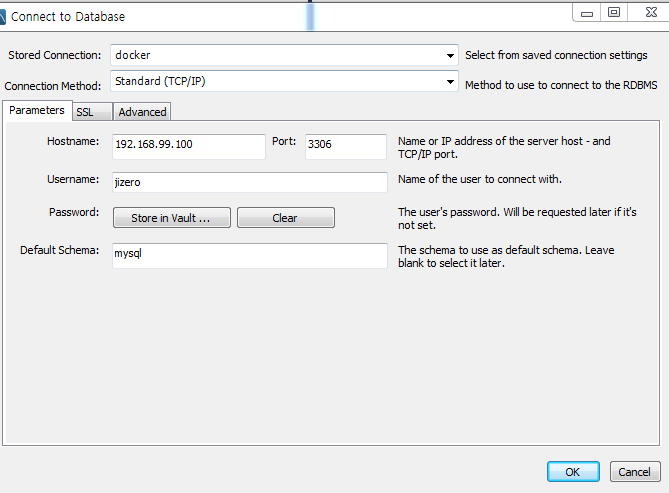 Connect to Database
Stored Connection: docker Select from saved connection settings
Connection Method: Standard (TCP/IP) Method to use to connect to the RDBMS
Parameters SSL Advanced
Hostname: 192.168.99.100 Port: 3306 Name or IP address of the server host - and
TCP/IP port.
Username: jizero Name of the user to connect with.
Password: Store in Vault ... Clear The user's password. Will be requested later if it's
not set.
Default Schema: mysql The schema to use as default schema. Leave
blank to select it later.
OK Cancel